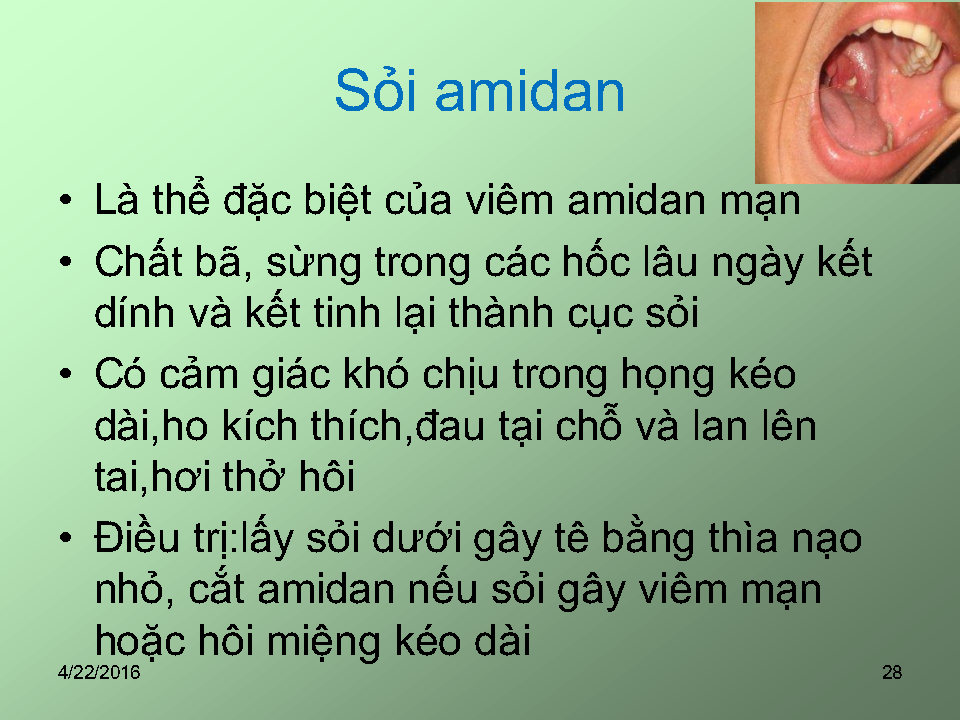 Sỏi amidan
• Là thể đặc biệt của viêm amidan mạn
• Chất bã, sừng trong các hốc lâu ngày kết
dính và kết tinh lại thành cục sỏi
• Có cảm giác khó chịu trong họng kéo
dài,ho kích thích,đau tại chỗ và lan lên
tai,hơi thở hôi
• Điều trị:lấy sỏi dưới gây tê bằng thìa nạo
nhỏ, cắt amidan nếu sỏi gây viêm mạn
hoặc hôi miệng kéo dài
4/22/2016
28